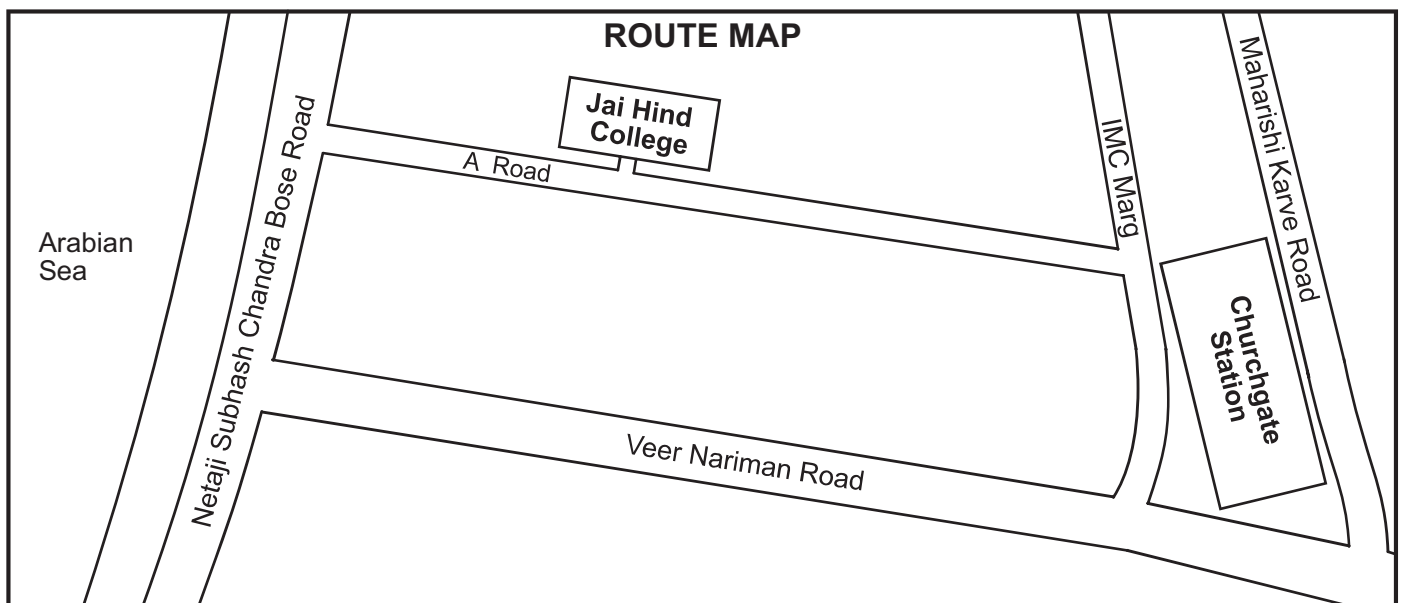 ROUTE MAP
Jai Hind
College
A Road
Netaji Subhash Chandra Bose Road
IMC Marg
Maharishi Karve Road
Arabian
Sea
Churchgate
Station
Veer Nariman Road